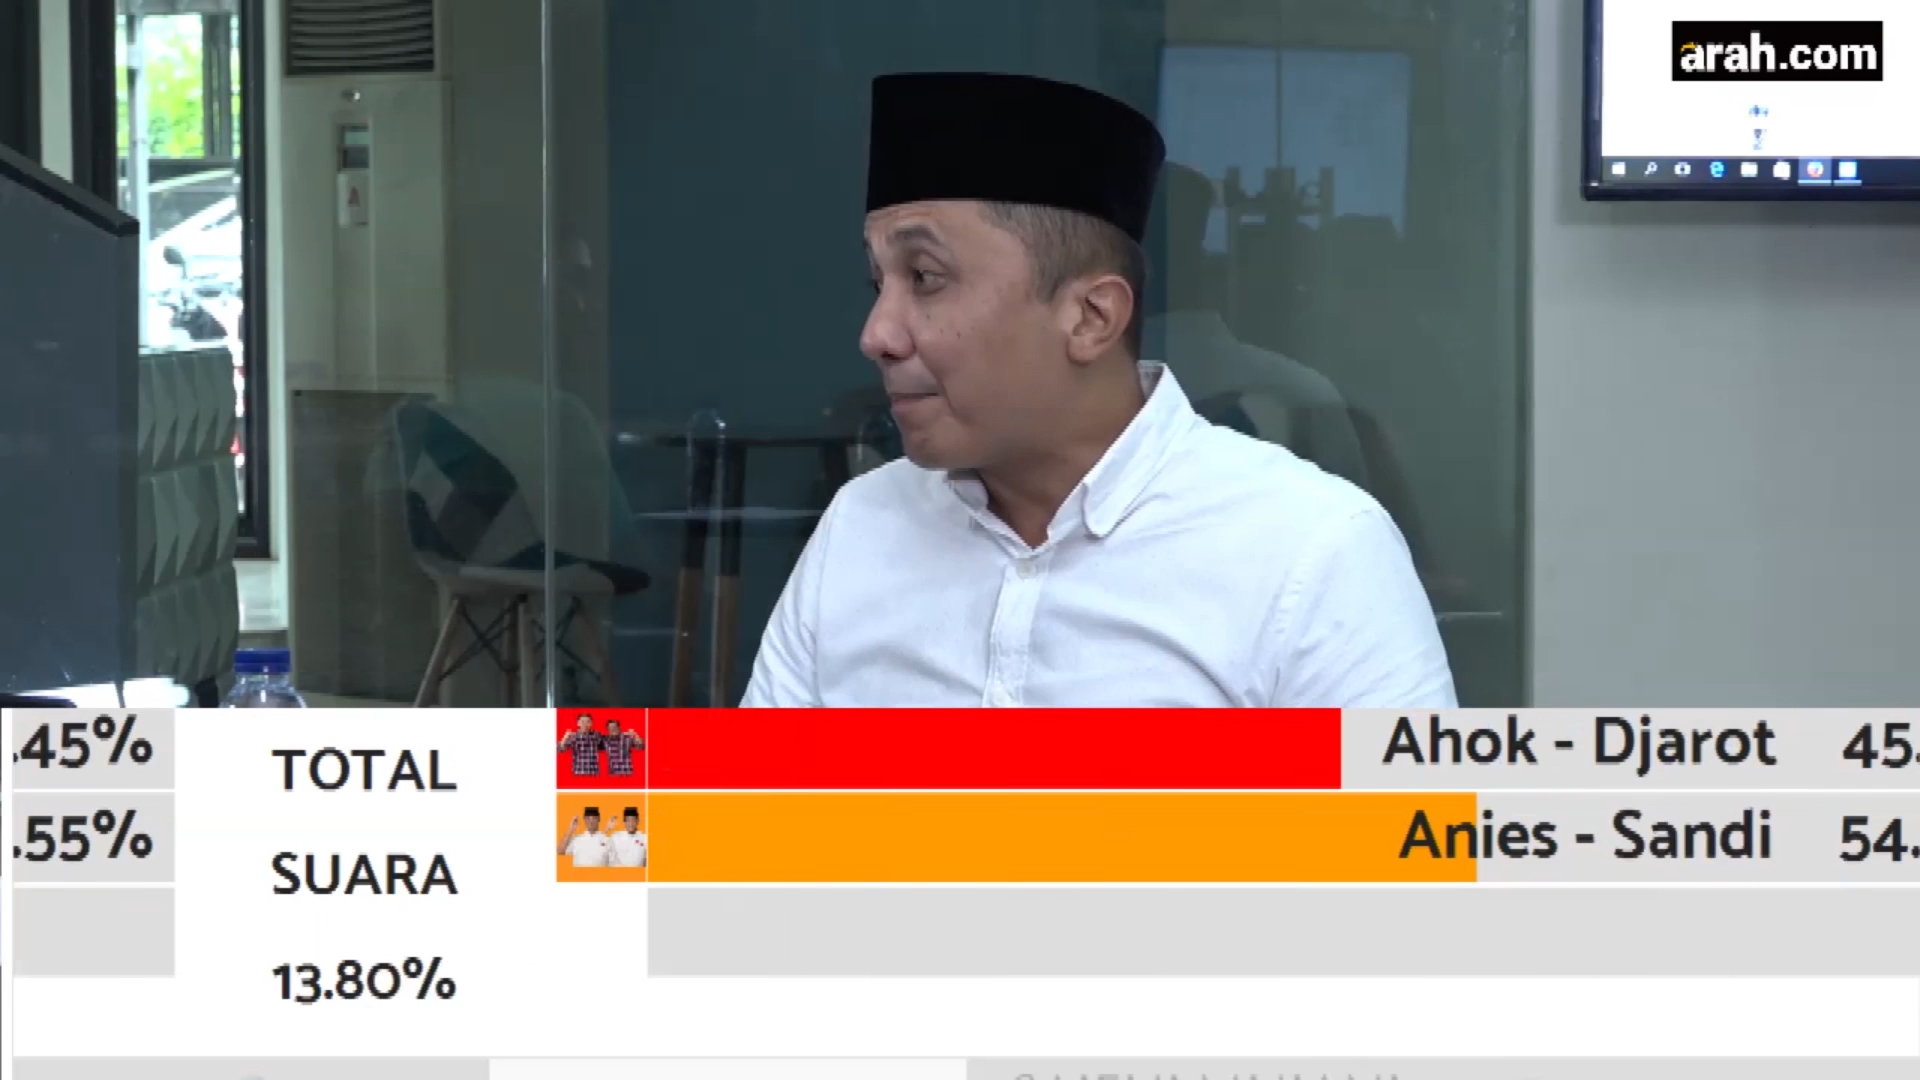 arah.com
.45%
TOTAL
Ahok - Djarot 45.
.55%
SUARA
Anies - Sandi 54.
13.80%